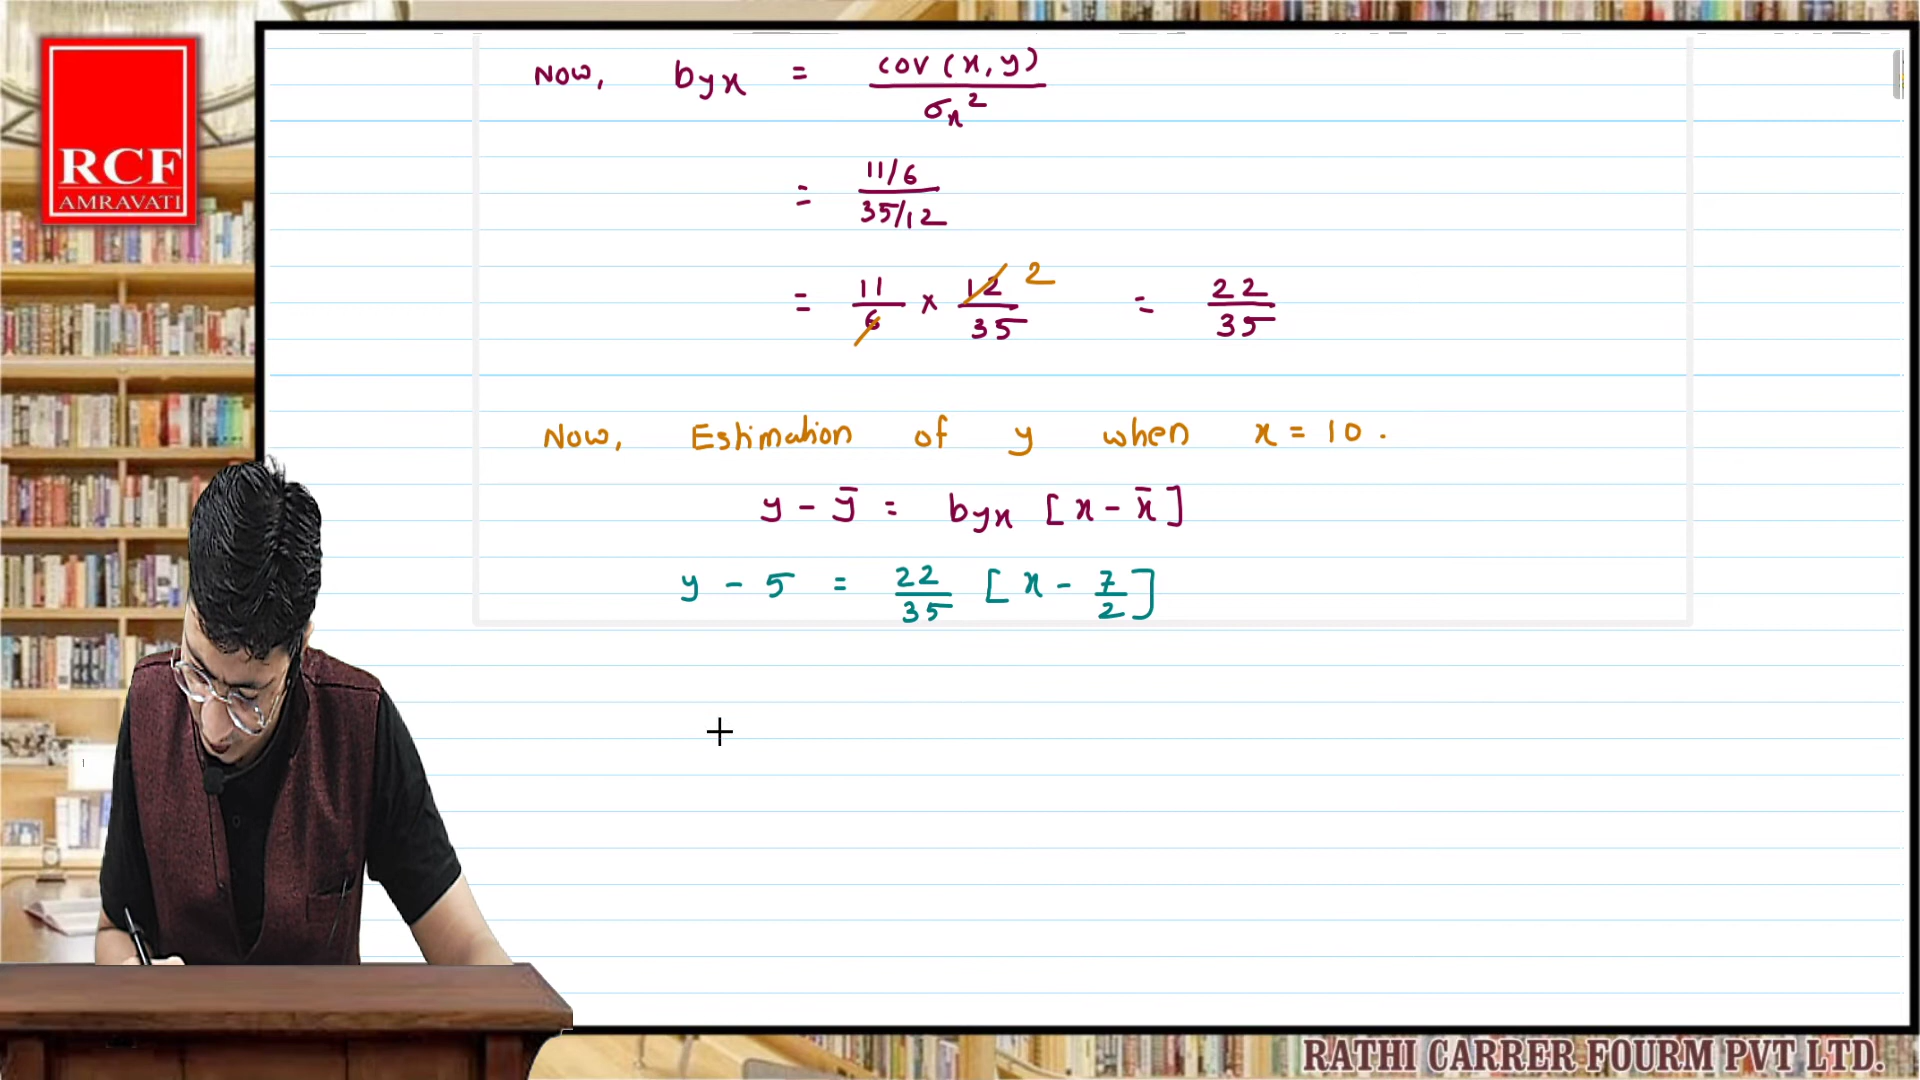 RCF
AMRAVATI
Now, byx = cov (x, y) / σx²
= 11/6 / 35/12
= 11/6 × 12/35 2 = 22/35
Now, Estimation of y when x = 10.
y - ȳ = byx [x - x̄]
y - 5 = 22/35 [x - 7/2]
RATHI CARRER FOURM PVT LTD.